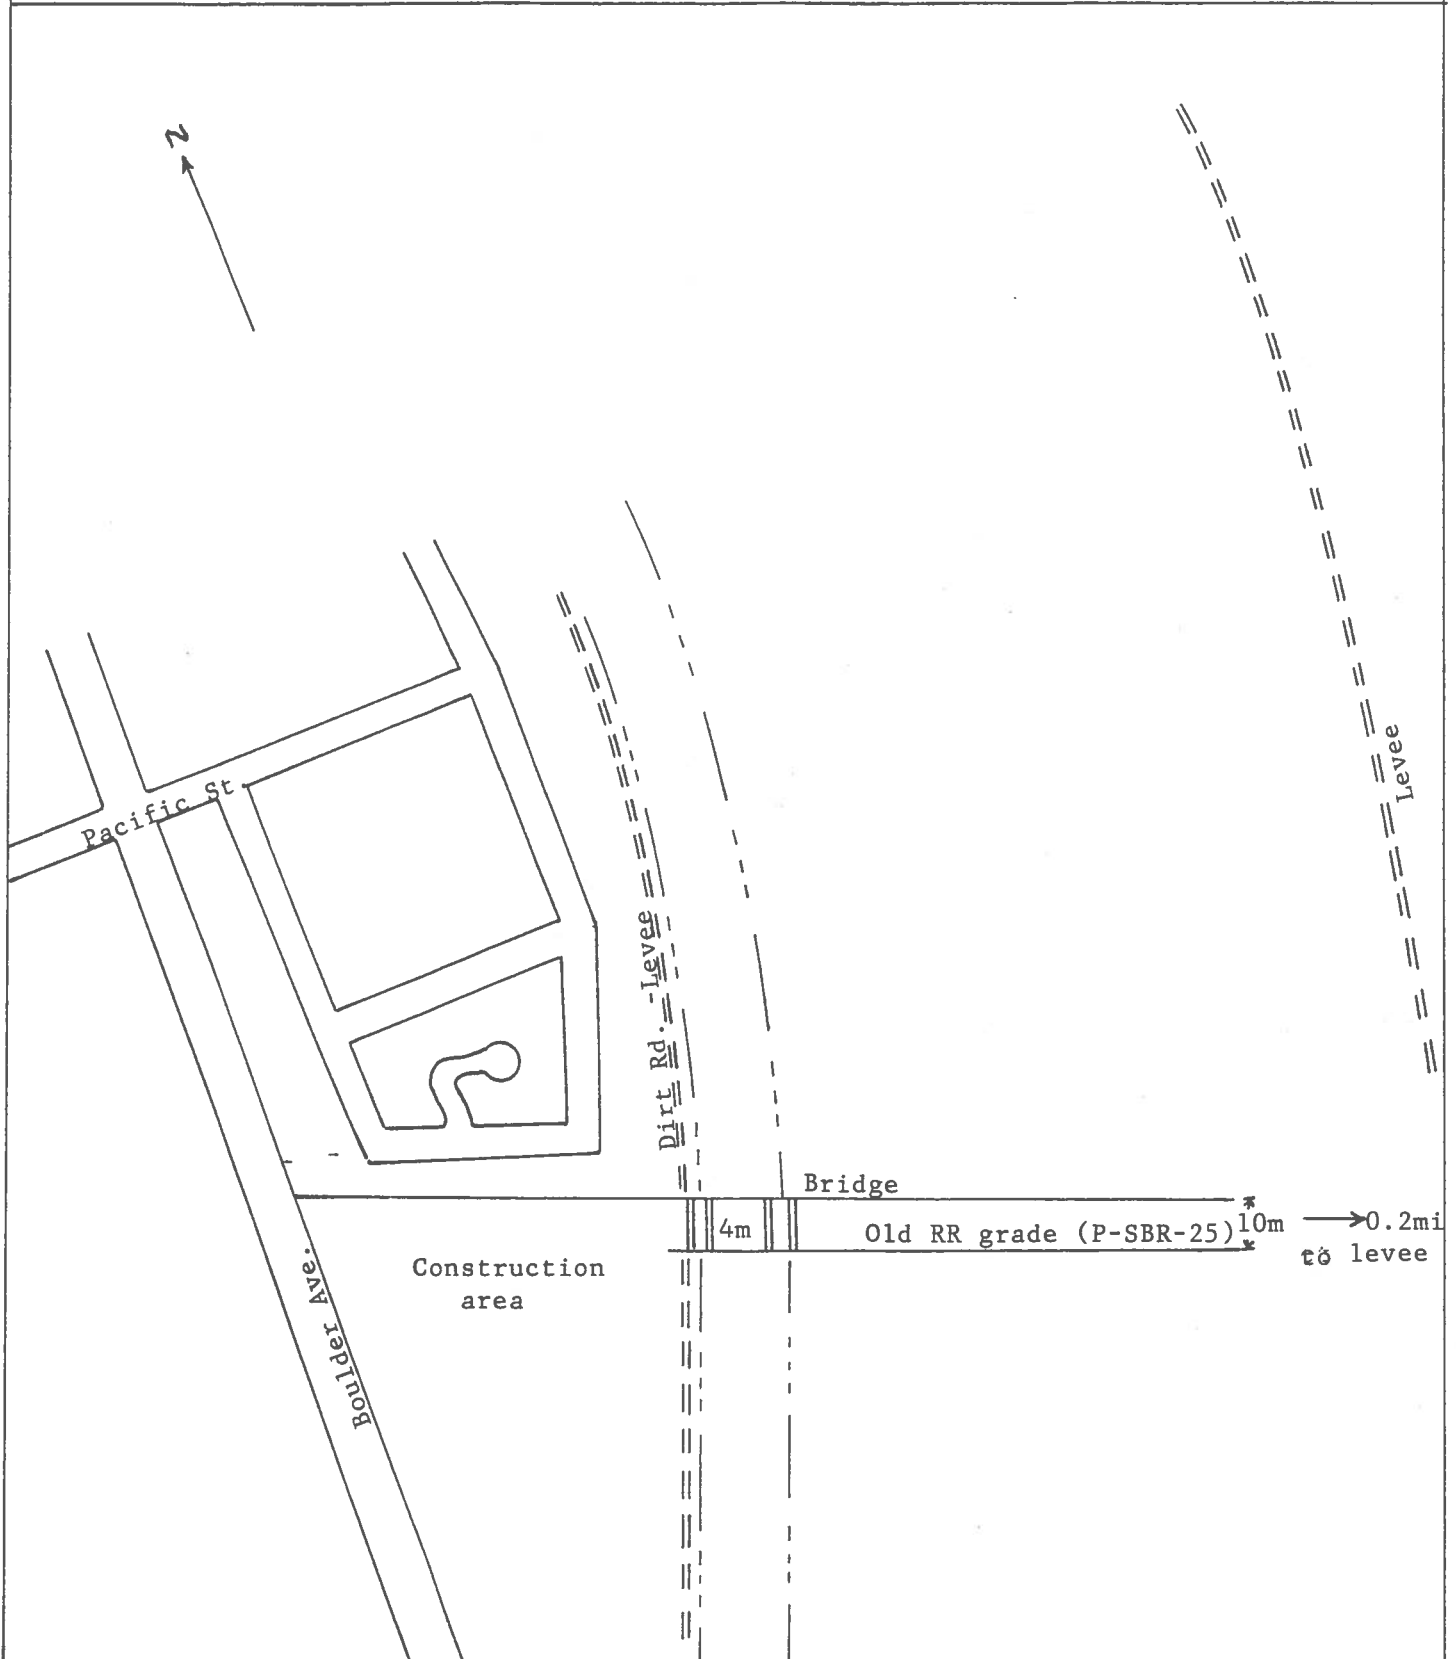 N
Levee
Pacific St.
Dirt Rd.-Levee
Bridge
4m
Old RR grade (P-SBR-25)
10m
0.2mi.
to levee
Construction
area
Boulder Ave.